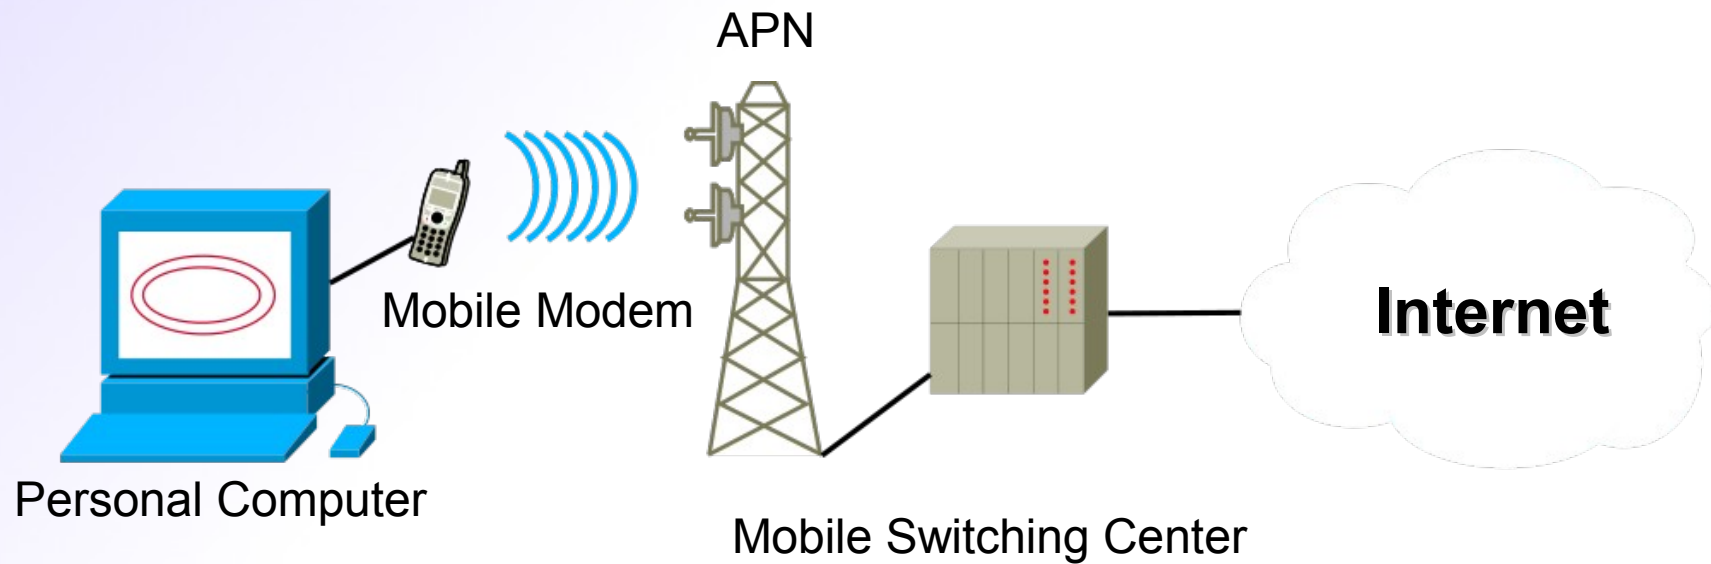 APN
Mobile Modem
Internet
Personal Computer
Mobile Switching Center